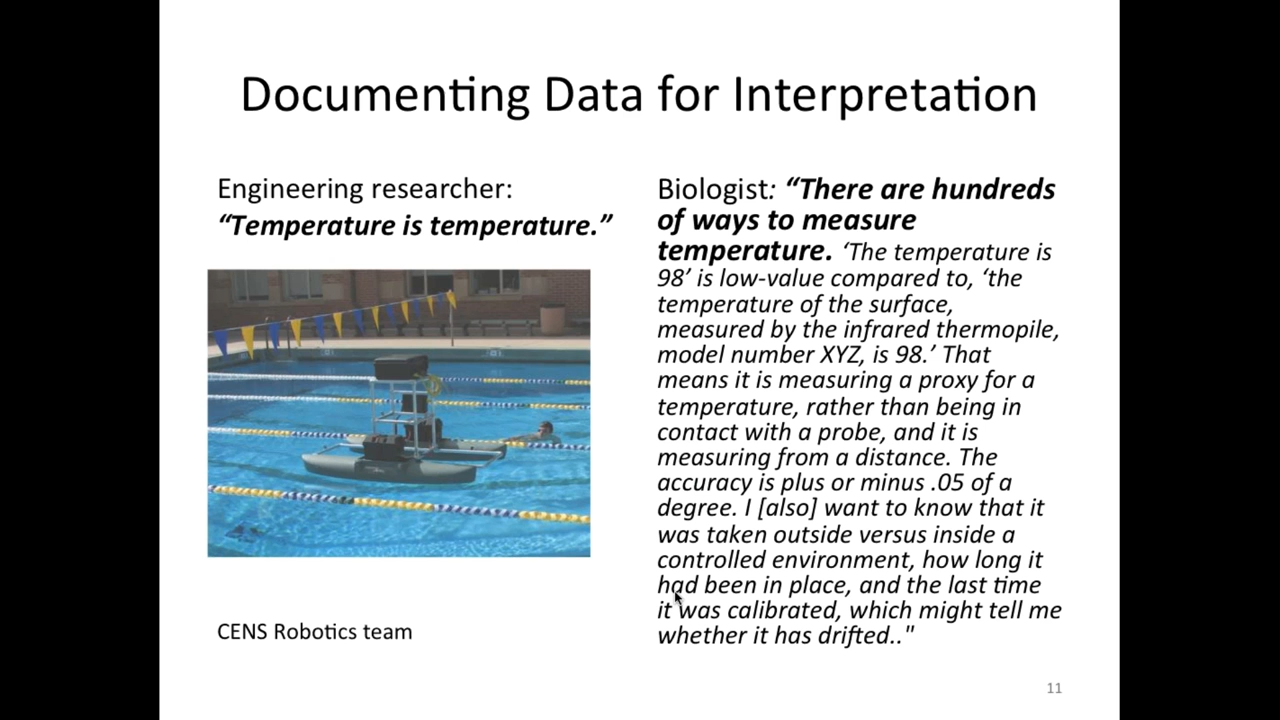 Documenting Data for Interpretation
Engineering researcher:
“Temperature is temperature.”
CENS Robotics team
Biologist: “There are hundreds
of ways to measure
temperature. ‘The temperature is
98’ is low-value compared to, ‘the
temperature of the surface,
measured by the infrared thermopile,
model number XYZ, is 98.’ That
means it is measuring a proxy for a
temperature, rather than being in
contact with a probe, and it is
measuring from a distance. The
accuracy is plus or minus .05 of a
degree. I [also] want to know that it
was taken outside versus inside a
controlled environment, how long it
had been in place, and the last time
it was calibrated, which might tell me
whether it has drifted.."
11